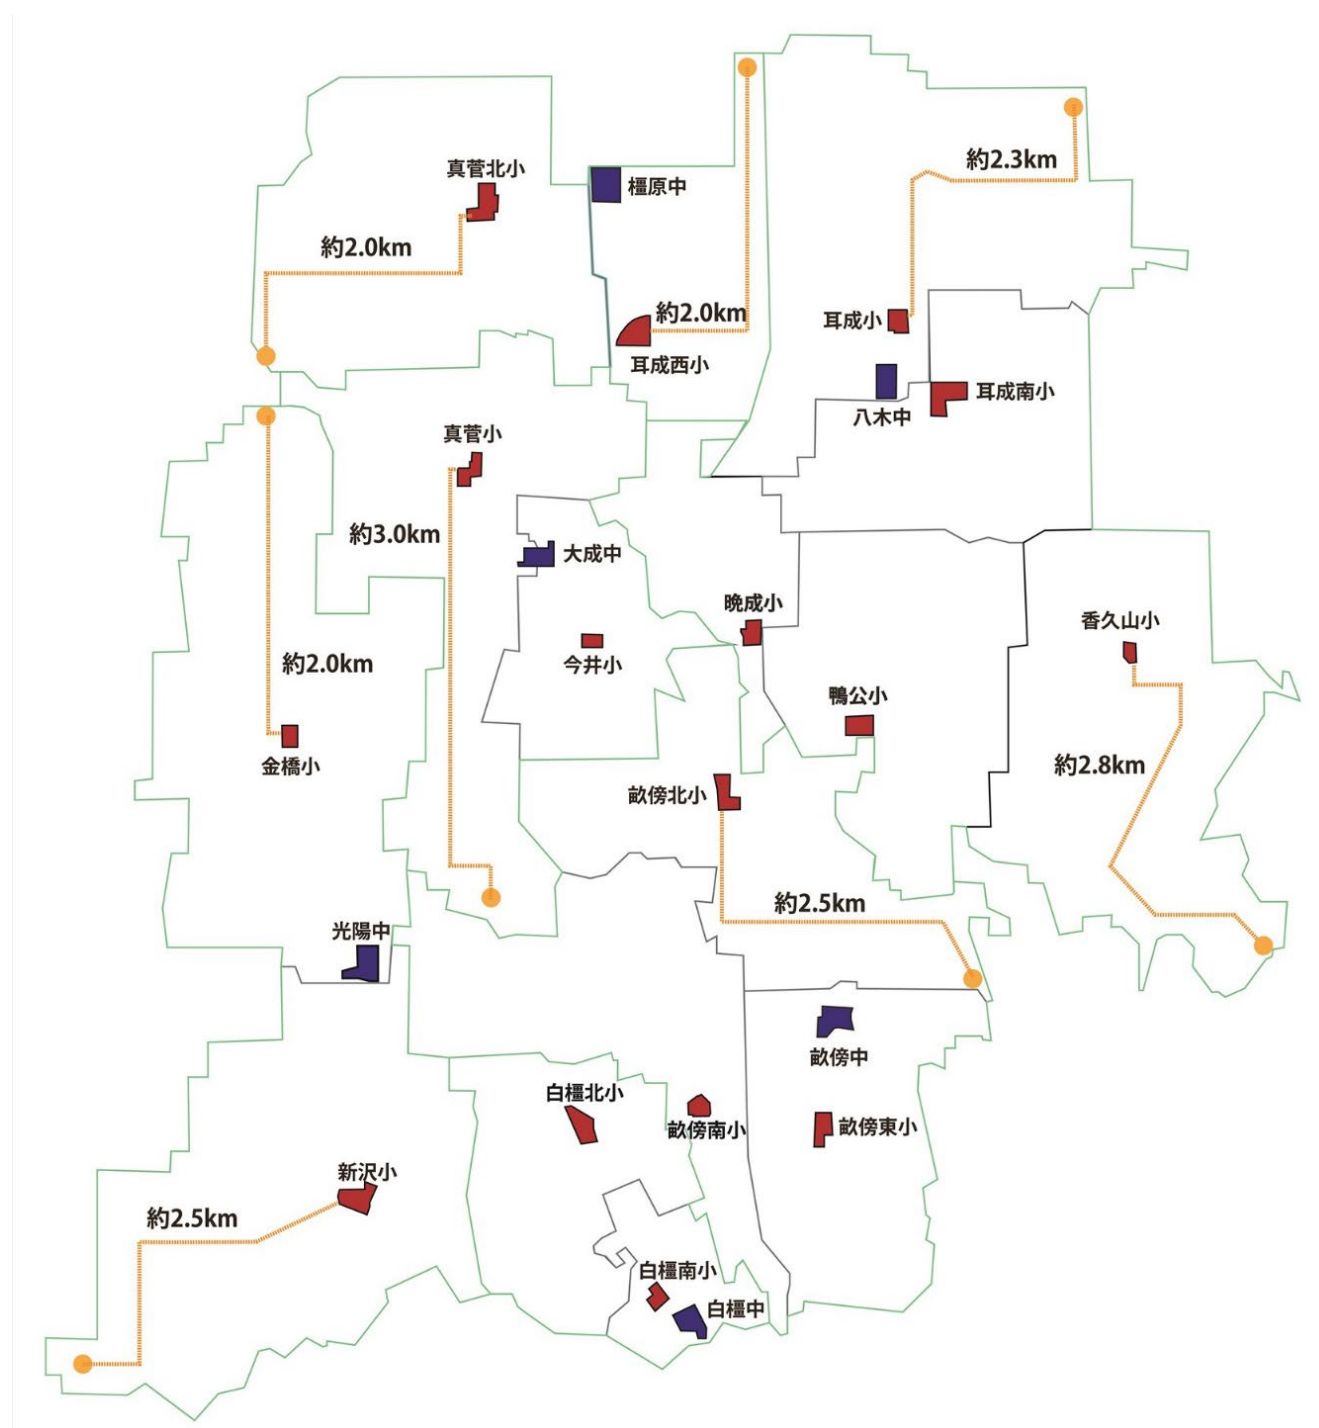 約2.3km
真菅北小
橿原中
約2.0km
約2.0km
耳成小
耳成西小
耳成南小
八木中
真菅小
約3.0km
大成中
晩成小
香久山小
約2.0km
今井小
鴨公小
金橋小
約2.8km
畝傍北小
約2.5km
光陽中
畝傍中
白橿北小
畝傍南小
畝傍東小
新沢小
約2.5km
白橿南小
白橿中